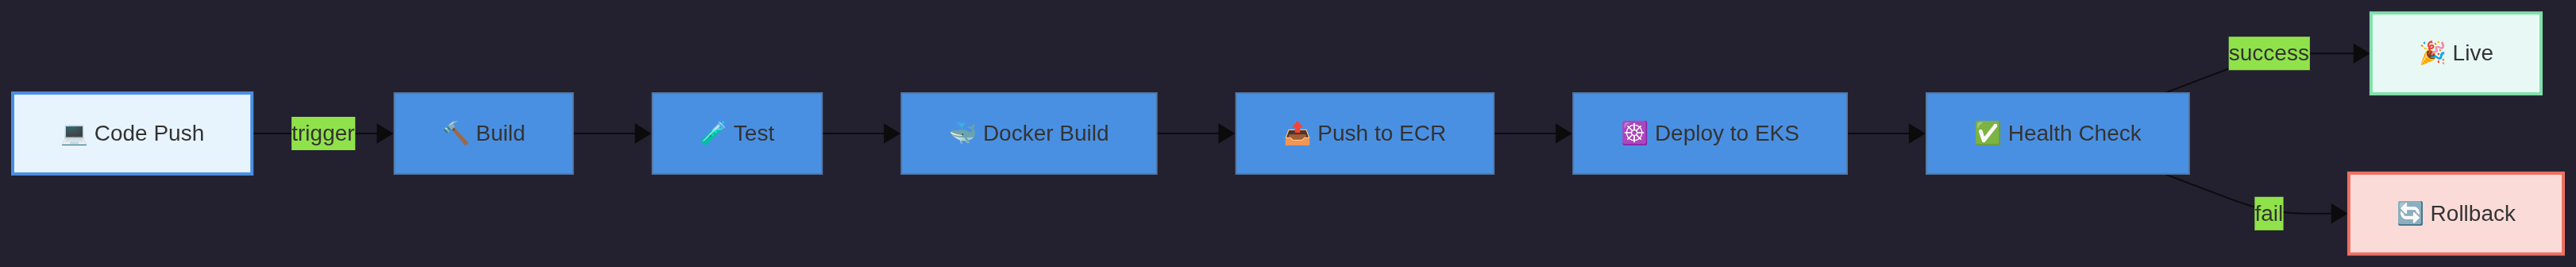 💻 Code Push
trigger
🔨 Build
🧪 Test
🐳 Docker Build
📤 Push to ECR
☸️ Deploy to EKS
✅ Health Check
success
🎉 Live
fail
🔄 Rollback